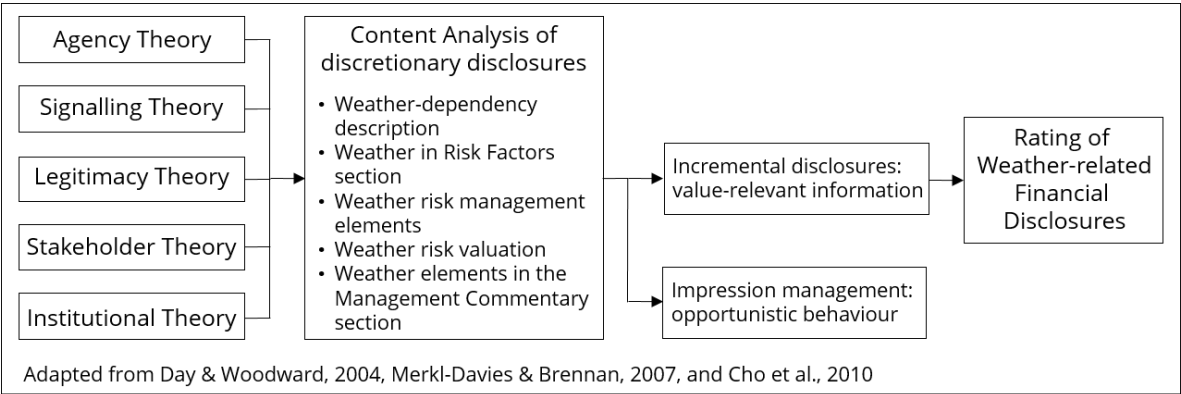 Agency Theory
Signalling Theory
Legitimacy Theory
Stakeholder Theory
Institutional Theory
Content Analysis of
discretionary disclosures
• Weather-dependency
description
• Weather in Risk Factors
section
• Weather risk management
elements
• Weather risk valuation
• Weather elements in the
Management Commentary
section
Incremental disclosures:
value-relevant information
Impression management:
opportunistic behaviour
Rating of
Weather-related
Financial
Disclosures
Adapted from Day & Woodward, 2004, Merkl-Davies & Brennan, 2007, and Cho et al., 2010